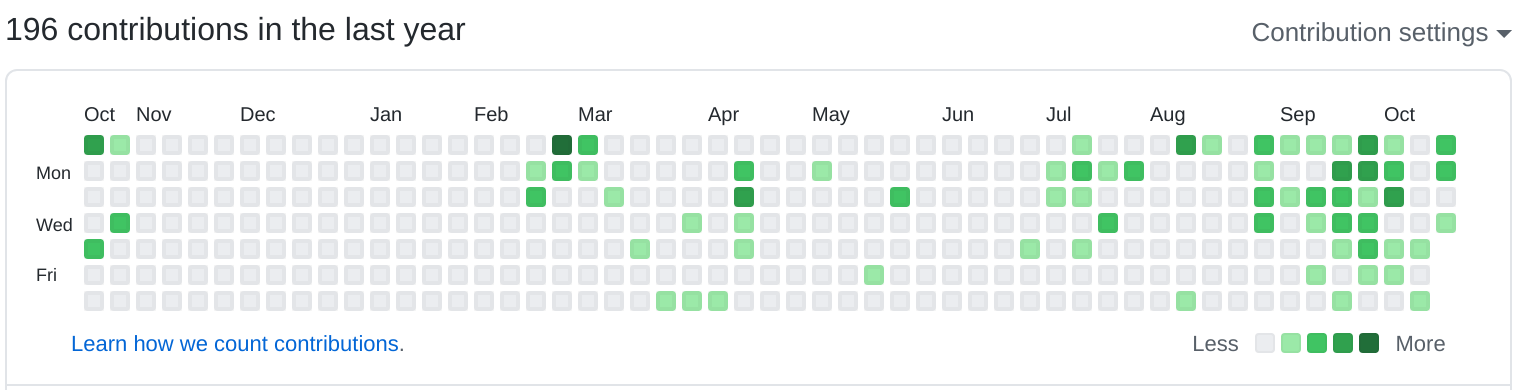 196 contributions in the last year
Contribution settings
Oct Nov Dec Jan Feb Mar Apr May Jun Jul Aug Sep Oct
Mon
Wed
Fri
Learn how we count contributions.
Less More